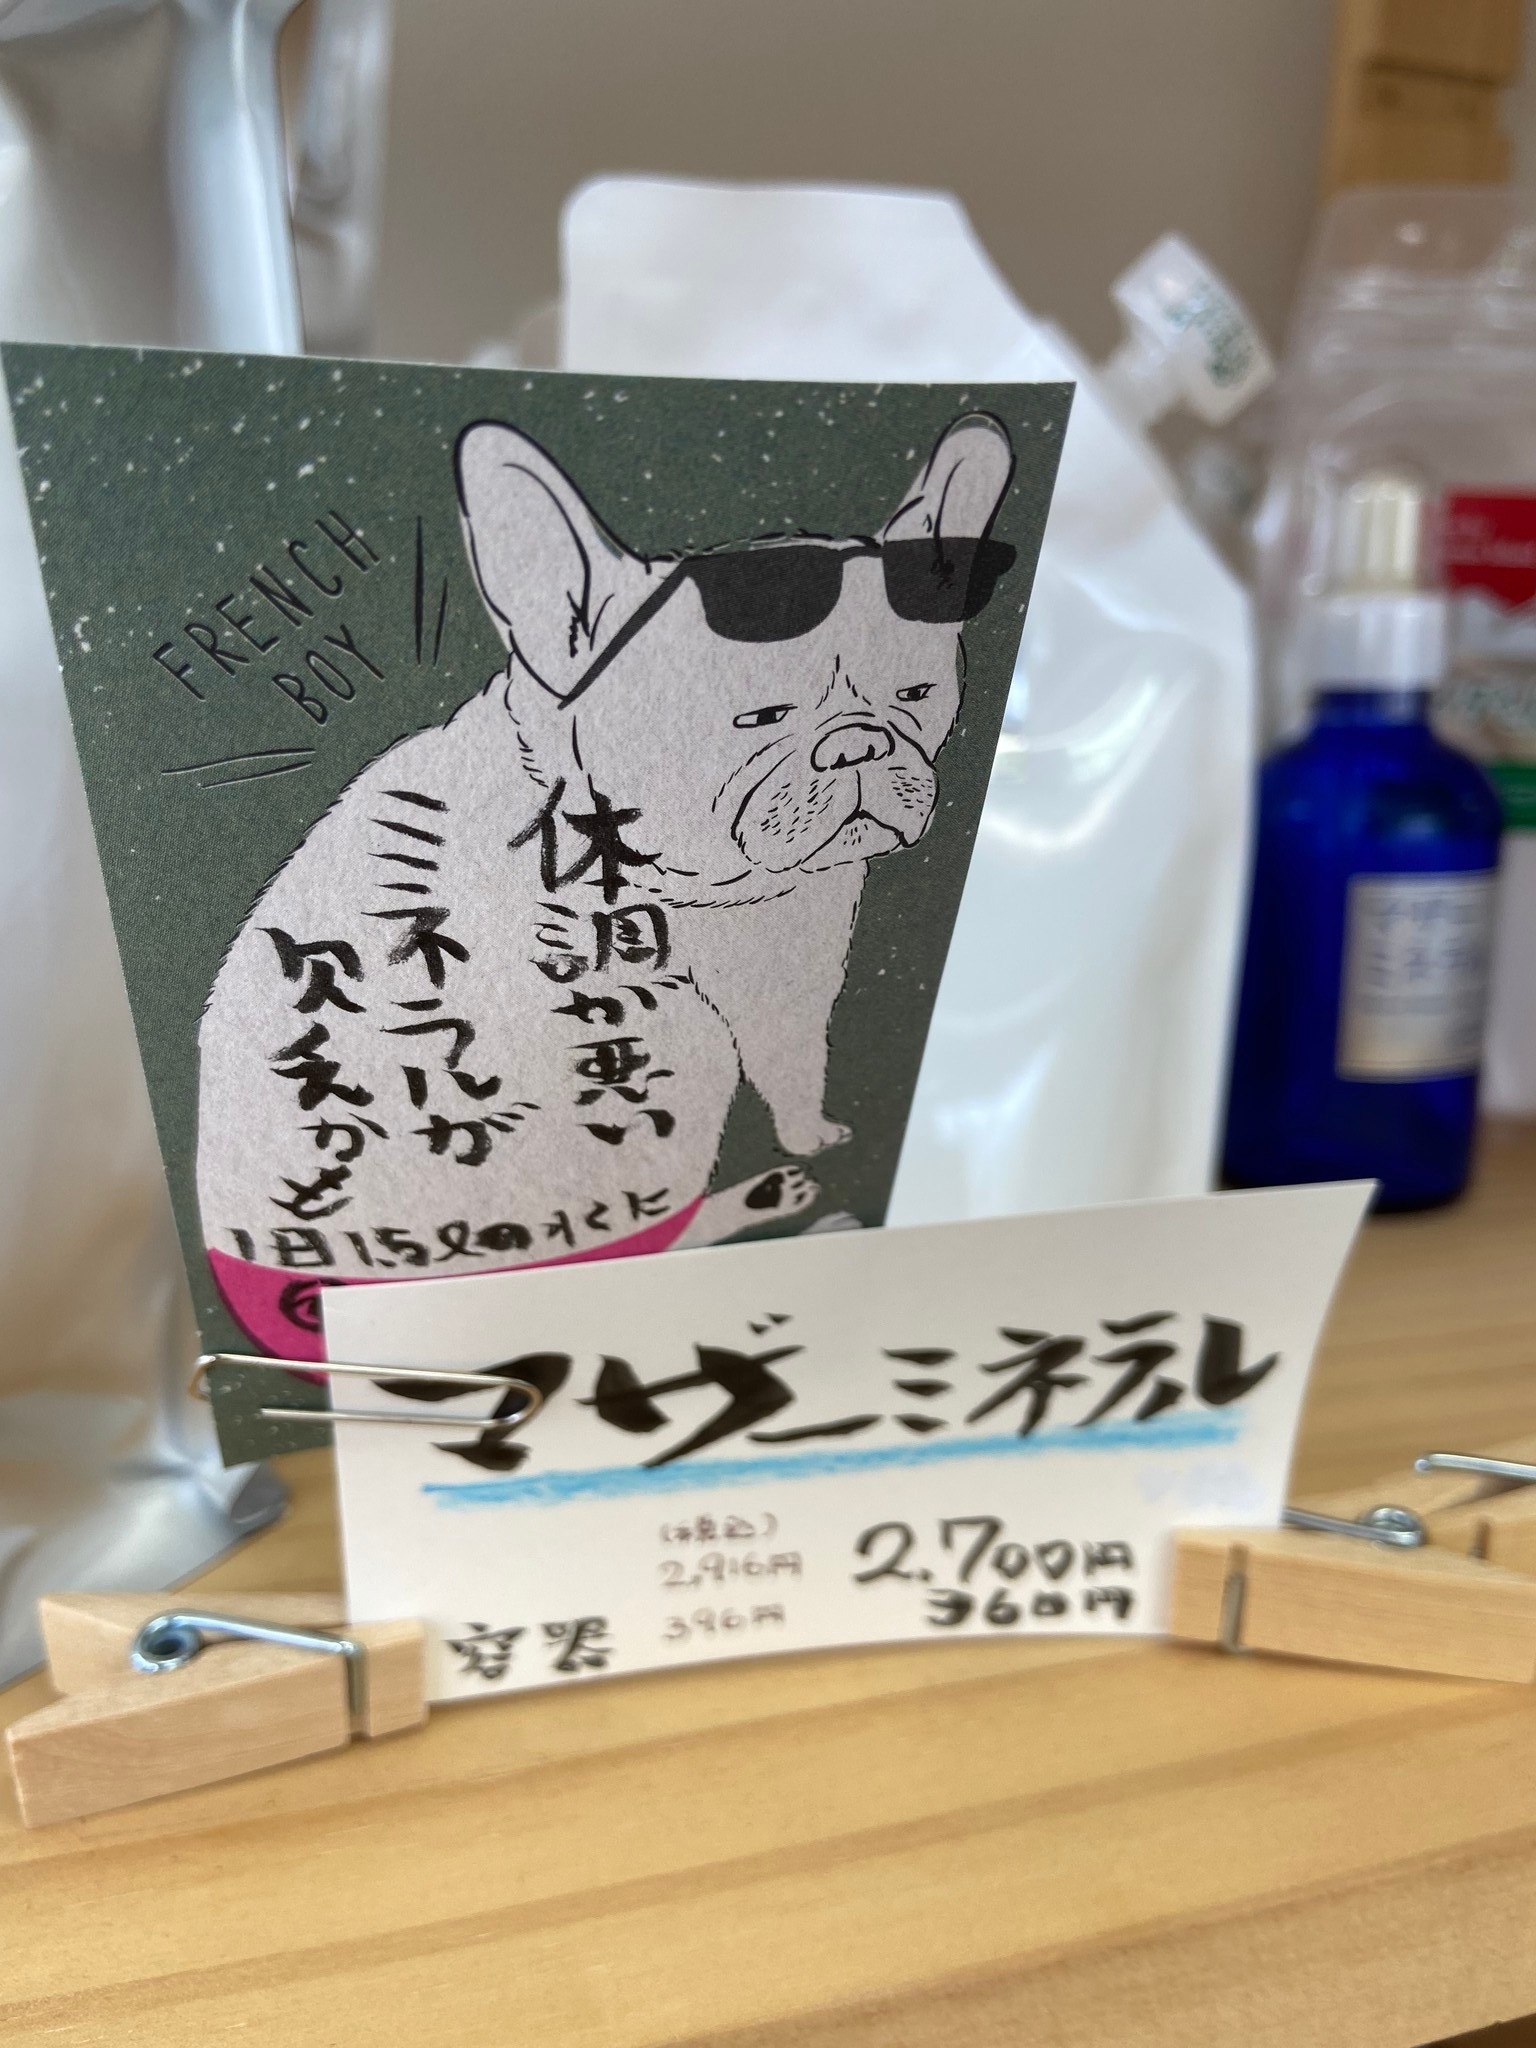 FRENCH
BOY
体調が悪い
ミネラルが
欠乏かも
1日1.5ℓの水に
マザーミネラル
(税込)
2,916円
2.700円
容器
396円
360円